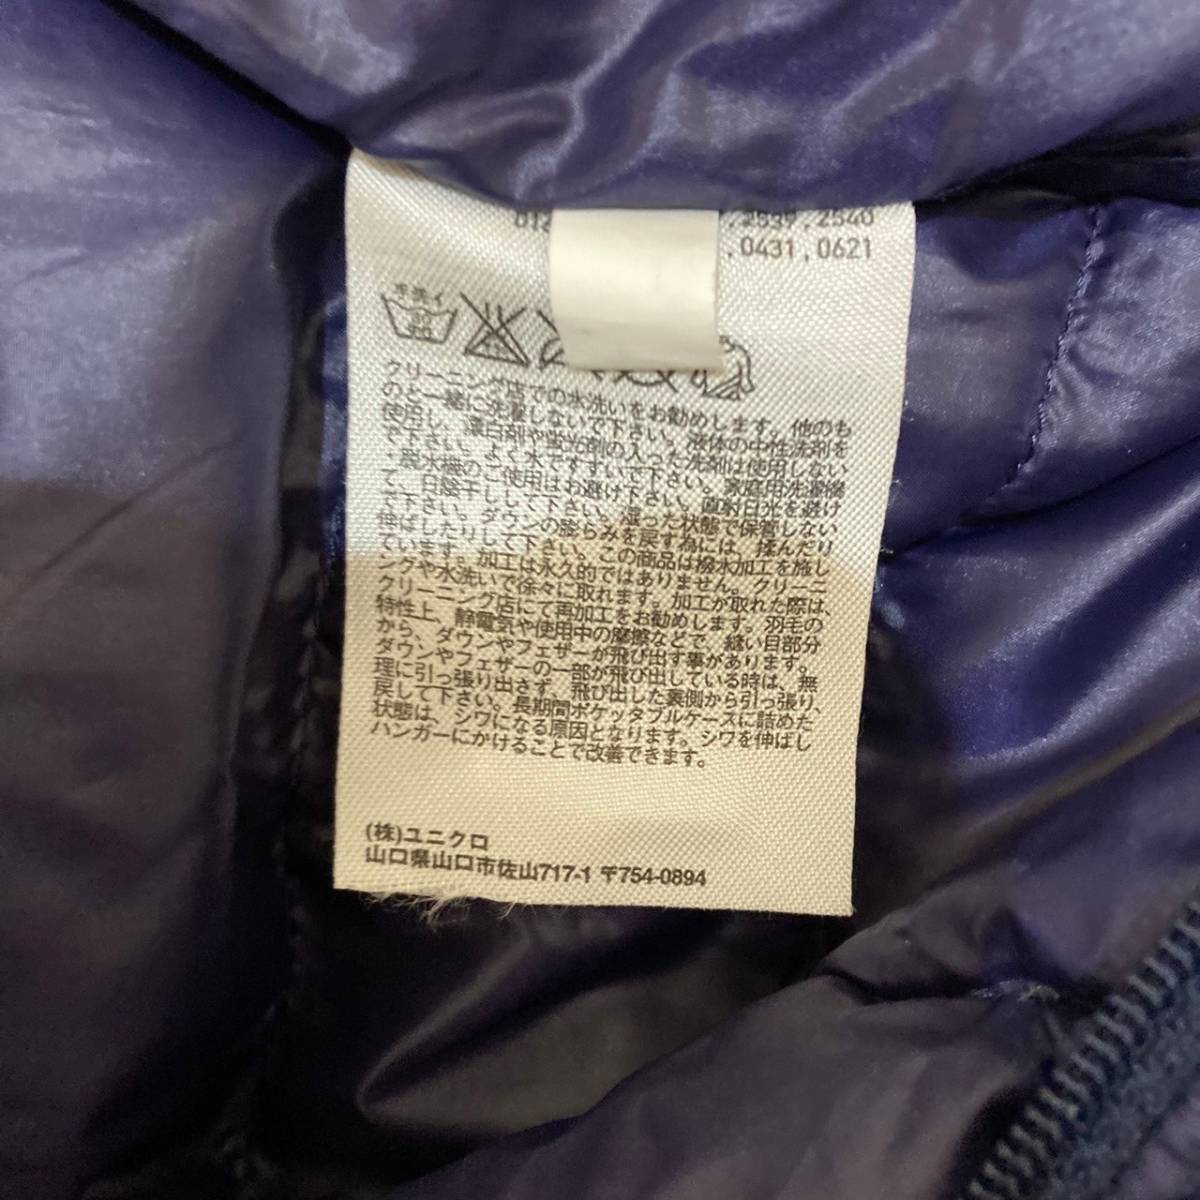 012 ,2539,2540
,0431,0621
手洗イ
クリーニング店での水洗いをお勧めします。他のも
のと一緒に洗濯しないで下さい。液体の中性洗剤を
使用し、漂白剤や蛍光剤の入った洗剤は使用しない
で下さい。よく水ですすいで下さい。家庭用洗濯機
・脱水機のご使用はお避け下さい。直射日光を避け
て、日陰干しして下さい。湿った状態で保管しない
で下さい。ダウンの膨らみを戻す為には、揉んだり
伸ばしたりして下さい。この商品は撥水加工を施し
ています。加工は永久的ではありません。クリーニ
ングや水洗いで徐々に取れます。加工が取れた際は、
クリーニング店にて再加工をお勧めします。羽毛の
特性上、静電気や使用中の摩擦などで、縫い目部分
から、ダウンやフェザーが飛び出す事があります。
ダウンやフェザーの一部が飛び出している時は、無
理に引っ張り出さず、飛び出した裏側から引っ張り、
戻して下さい。長期間ポケッタブルケースに詰めた
状態は、シワになる原因となります。シワを伸ばし
ハンガーにかけることで改善できます。
(株)ユニクロ
山口県山口市佐山717-1 〒754-0894